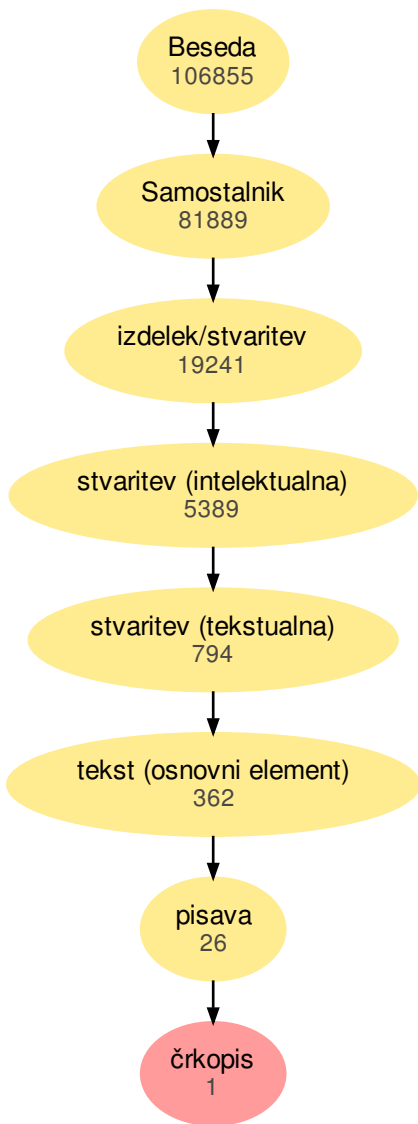 Beseda
106855
Samostalnik
81889
izdelek/stvaritev
19241
stvaritev (intelektualna)
5389
stvaritev (tekstualna)
794
tekst (osnovni element)
362
pisava
26
črkopis
1